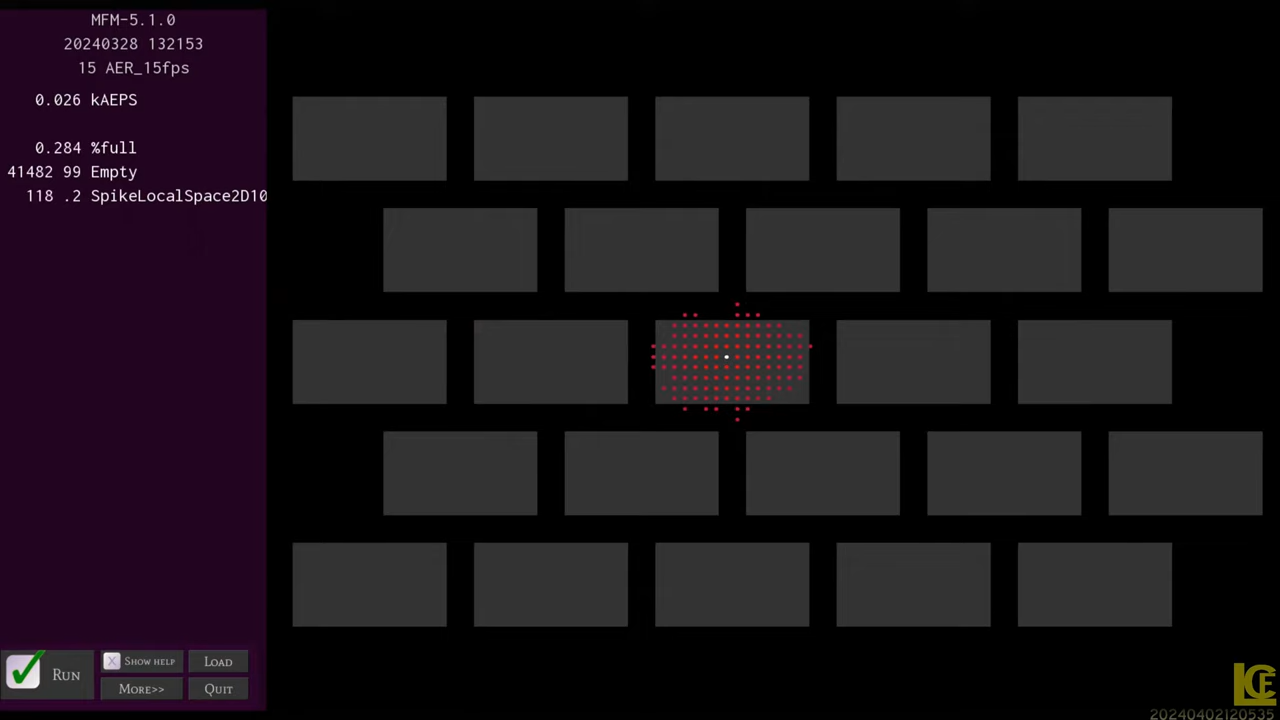 MFM-5.1.0
20240328 132153
15 AER_15fps
0.026 kAEPS
0.284 %full
41482 99 Empty
118 .2 SpikeLocalSpace2D10
Run
Show help
Load
More>>
Quit
20240402120535